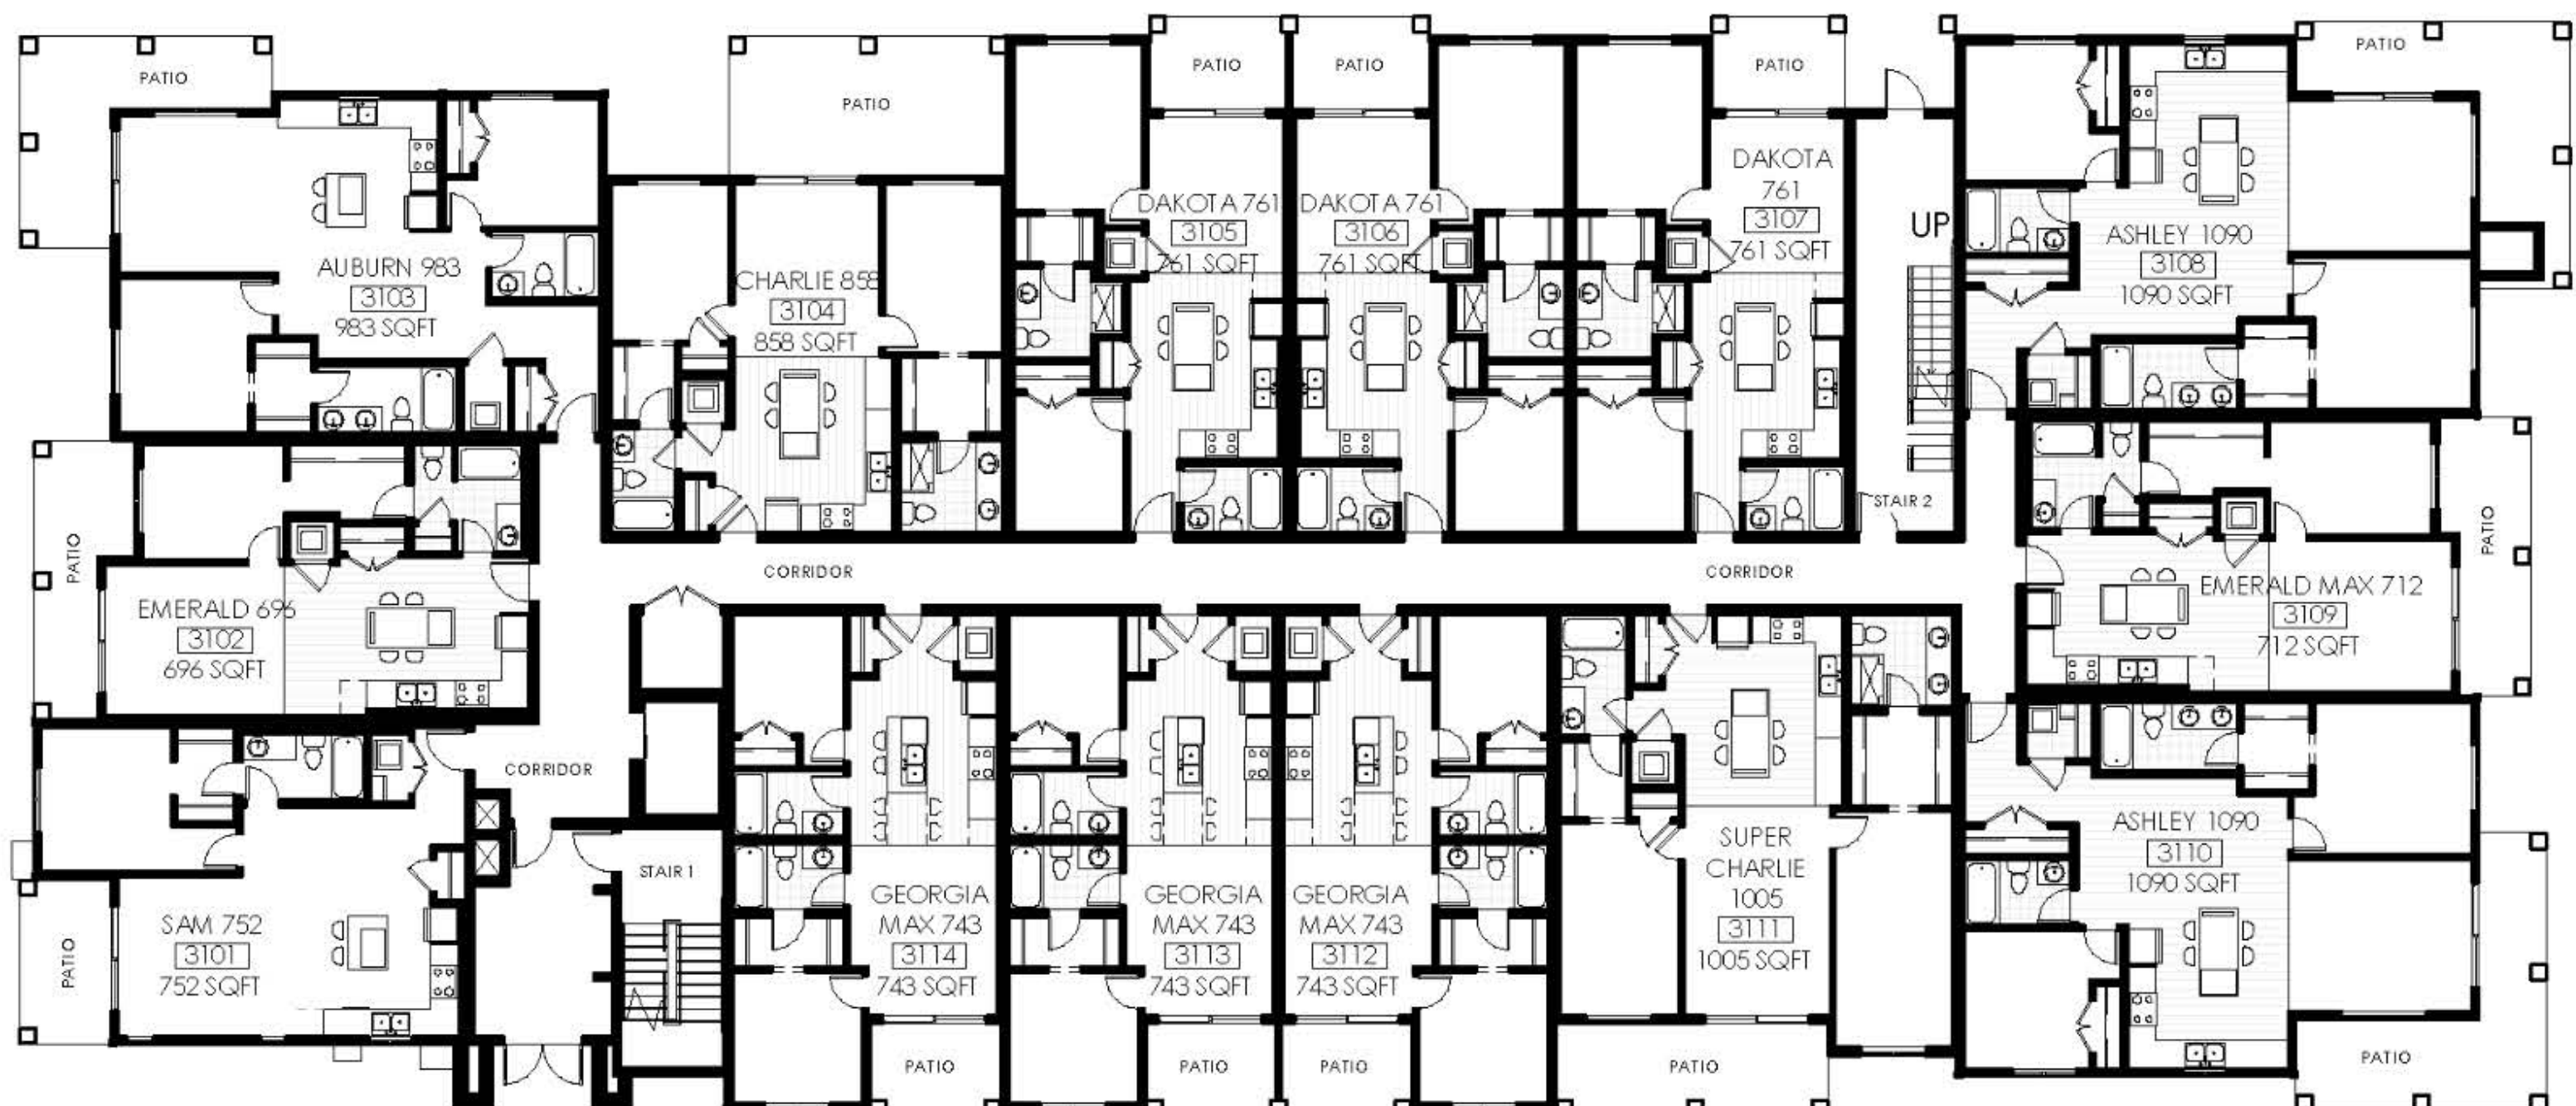 PATIO
PATIO
PATIO
PATIO
PATIO
PATIO
AUBURN 983
3103
983 SQFT
CHARLIE 858
3104
858 SQFT
DAKOTA 761
3105
761 SQFT
DAKOTA 761
3106
761 SQFT
DAKOTA
761
3107
761 SQFT
UP
STAIR 2
ASHLEY 1090
3108
1090 SQFT
PATIO
EMERALD 696
3102
696 SQFT
CORRIDOR
CORRIDOR
EMERALD MAX 712
3109
712 SQFT
PATIO
CORRIDOR
SAM 752
3101
752 SQFT
PATIO
STAIR 1
GEORGIA
MAX 743
3114
743 SQFT
GEORGIA
MAX 743
3113
743 SQFT
GEORGIA
MAX 743
3112
743 SQFT
SUPER
CHARLIE
1005
3111
1005 SQFT
ASHLEY 1090
3110
1090 SQFT
PATIO
PATIO
PATIO
PATIO
PATIO